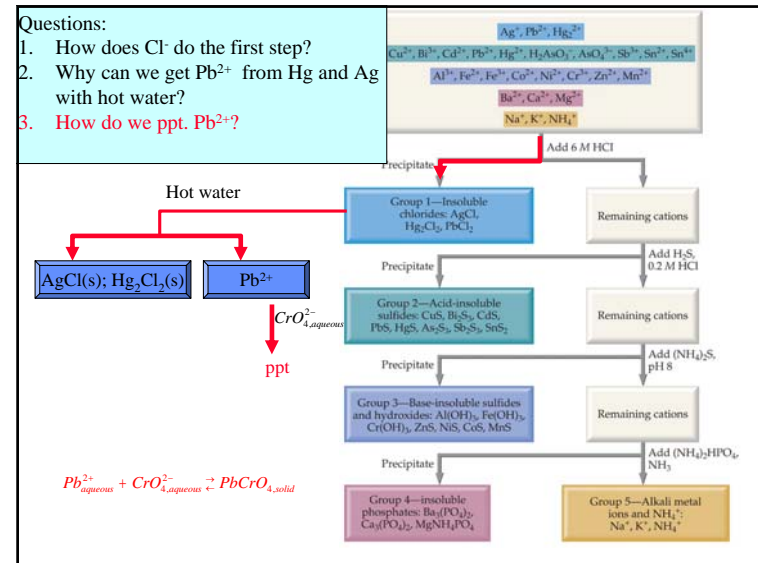 Questions:
1. How does Cl⁻ do the first step?
2. Why can we get Pb²⁺ from Hg and Ag
with hot water?
3. How do we ppt. Pb²⁺?
Ag⁺, Pb²⁺, Hg₂²⁺
Cu²⁺, Bi³⁺, Cd²⁺, Pb²⁺, Hg²⁺, H₂AsO₃⁻, AsO₄³⁻, Sb³⁺, Sn²⁺, Sn⁴⁺
Al³⁺, Fe²⁺, Fe³⁺, Co²⁺, Ni²⁺, Cr³⁺, Zn²⁺, Mn²⁺
Ba²⁺, Ca²⁺, Mg²⁺
Na⁺, K⁺, NH₄⁺
Add 6 M HCl
Precipitate
Hot water
Group 1—Insoluble
chlorides: AgCl,
Hg₂Cl₂, PbCl₂
Remaining cations
AgCl(s); Hg₂Cl₂(s)
Pb²⁺
Precipitate
Add H₂S,
0.2 M HCl
CrO₄²⁻,aqueous
ppt
Group 2—Acid-insoluble
sulfides: CuS, Bi₂S₃, CdS,
PbS, HgS, As₂S₃, Sb₂S₃, SnS₂
Remaining cations
Precipitate
Add (NH₄)₂S,
pH 8
Group 3—Base-insoluble sulfides
and hydroxides: Al(OH)₃, Fe(OH)₃,
Cr(OH)₃, ZnS, NiS, CoS, MnS
Remaining cations
Precipitate
Add (NH₄)₂HPO₄,
NH₃
Pb²⁺aqueous + CrO₄²⁻,aqueous ⇄ PbCrO₄,solid
Group 4—insoluble
phosphates: Ba₃(PO₄)₂,
Ca₃(PO₄)₂, MgNH₄PO₄
Group 5—Alkali metal
ions and NH₄⁺:
Na⁺, K⁺, NH₄⁺